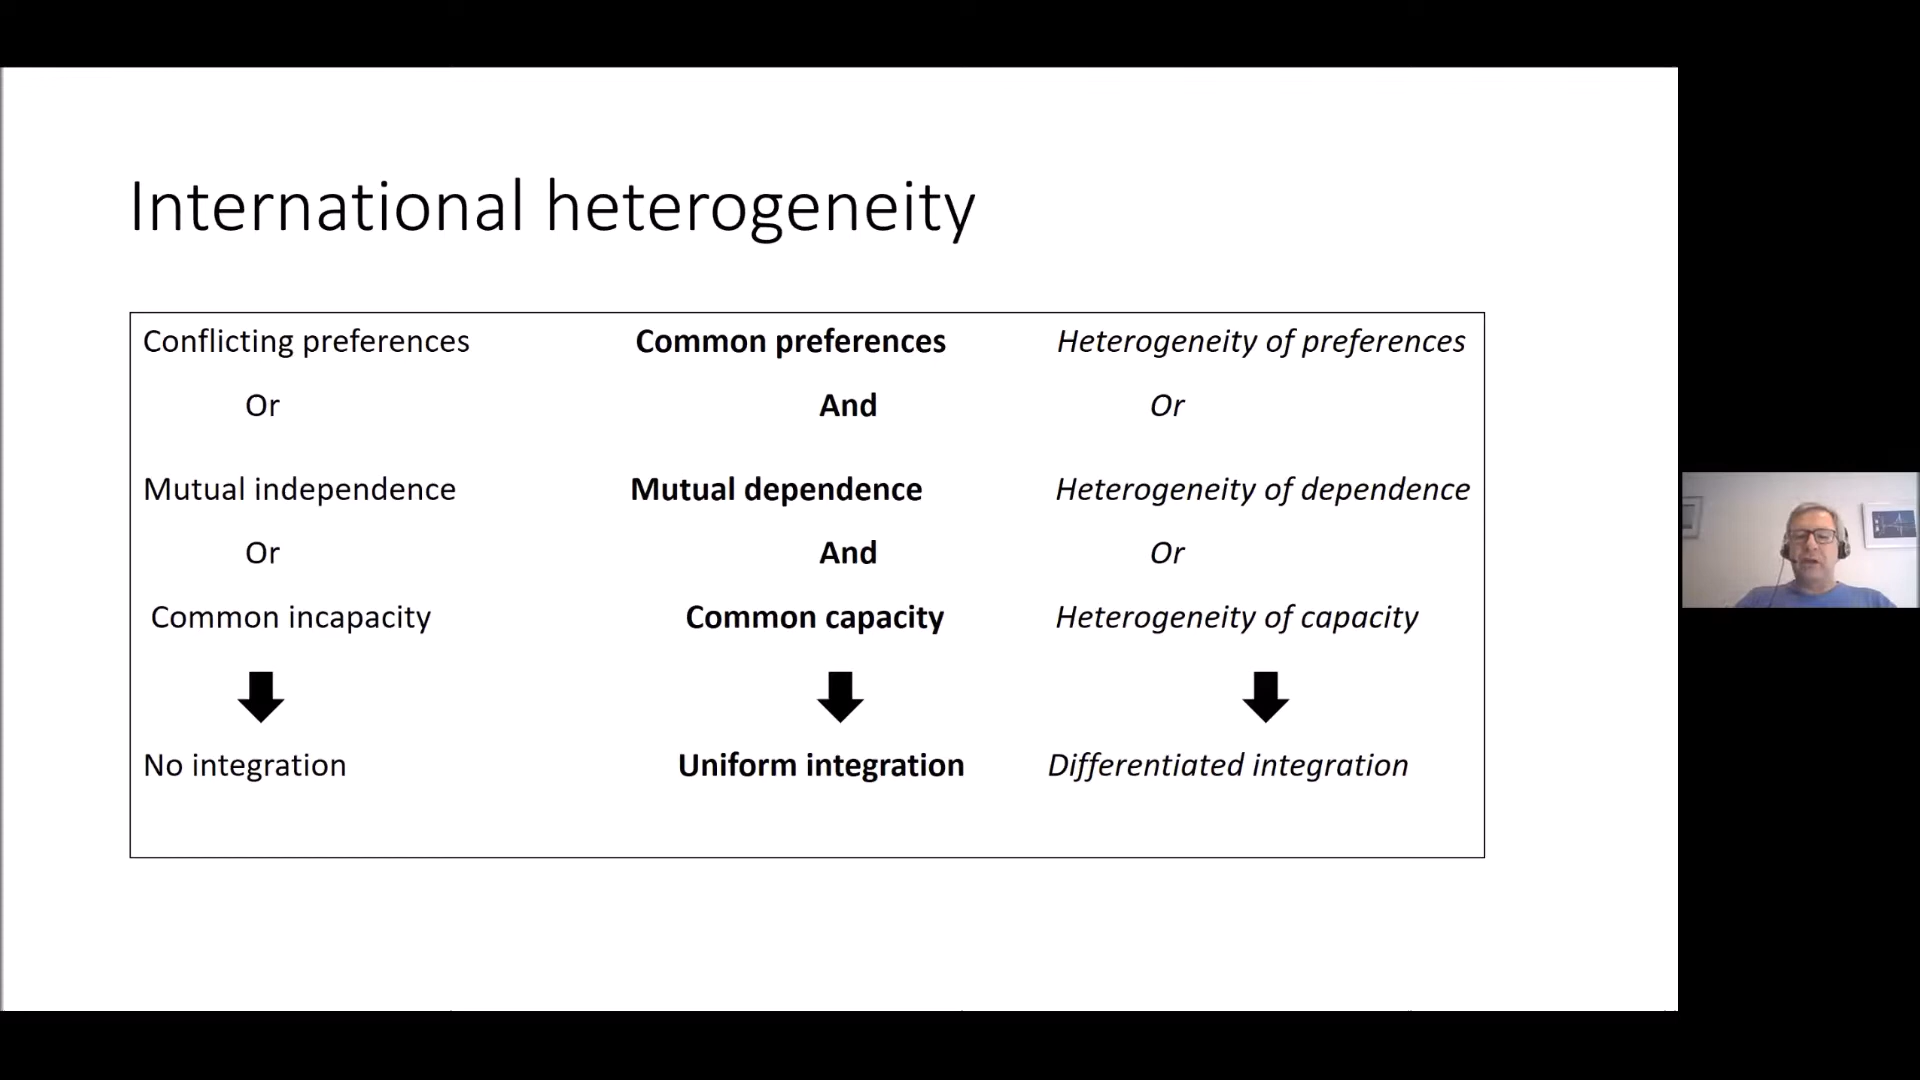 International heterogeneity
Conflicting preferences Common preferences Heterogeneity of preferences
Or And Or
Mutual independence Mutual dependence Heterogeneity of dependence
Or And Or
Common incapacity Common capacity Heterogeneity of capacity
No integration Uniform integration Differentiated integration